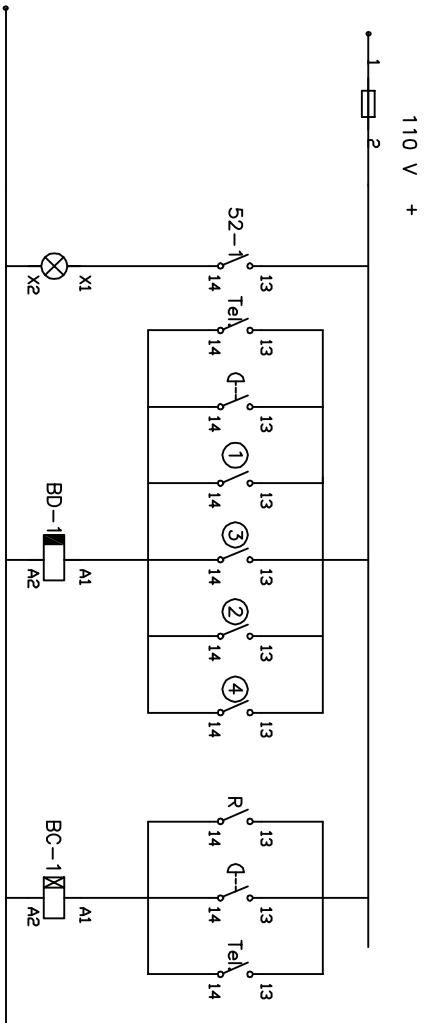 110 V +
1 2
13 13 13 13 13 13 13 13 13 13
52-1 Tel. 1 3 2 4 R Tel.
14 14 14 14 14 14 14 14 14 14
X1 A1 A1
BD-1 BC-1
X2 A2 A2